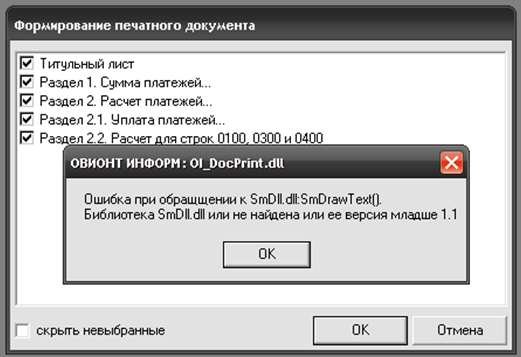 Формирование печатного документа
Титульный лист
Раздел 1. Сумма платежей...
Раздел 2. Расчет платежей...
Раздел 2.1. Уплата платежей...
Раздел 2.2. Расчет для строк 0100, 0300 и 0400
ОВИОНТ ИНФОРМ : OI_DocPrint.dll
Ошибка при обращщении к SmDll.dll:SmDrawText().
Библиотека SmDll.dll или не найдена или ее версия младше 1.1
OK
скрыть невыбранные
OK
Отмена